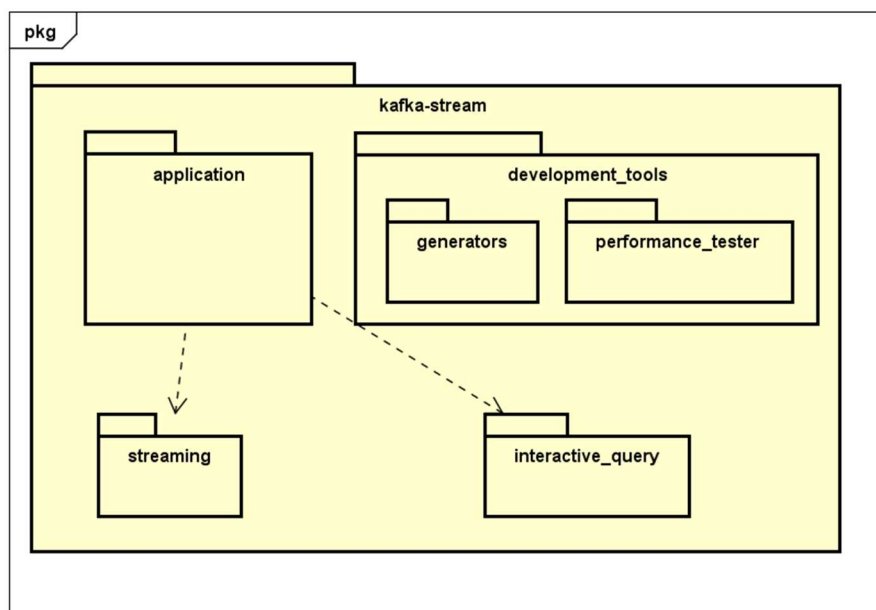 pkg
kafka-stream
application
development_tools
generators
performance_tester
streaming
interactive_query